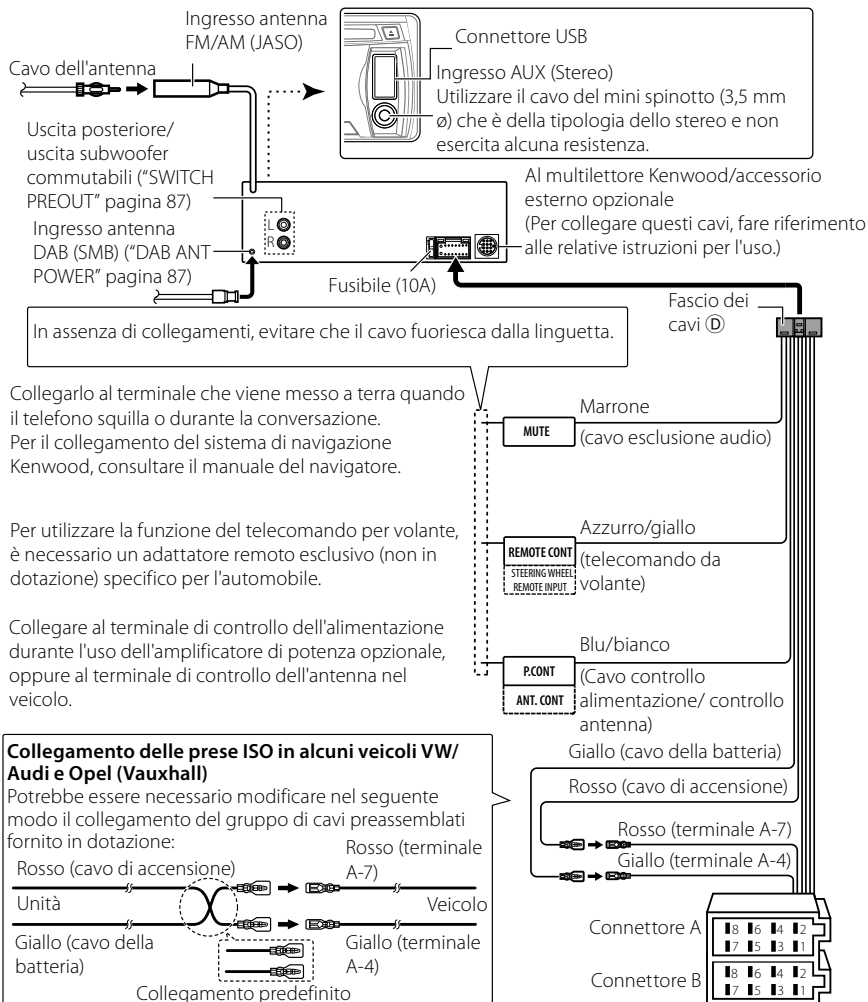 Ingresso antenna
FM/AM (JASO)
Cavo dell'antenna
Connettore USB
Ingresso AUX (Stereo)
Utilizzare il cavo del mini spinotto (3,5 mm
ø) che è della tipologia dello stereo e non
esercita alcuna resistenza.
Uscita posteriore/
uscita subwoofer
commutabili ("SWITCH
PREOUT" pagina 87)
Ingresso antenna
DAB (SMB) ("DAB ANT
POWER" pagina 87)
L
R
Fusibile (10A)
Al multilettore Kenwood/accessorio
esterno opzionale
(Per collegare questi cavi, fare riferimento
alle relative istruzioni per l'uso.)
Fascio dei
cavi Ⓓ
In assenza di collegamenti, evitare che il cavo fuoriesca dalla linguetta.
Collegarlo al terminale che viene messo a terra quando
il telefono squilla o durante la conversazione.
Per il collegamento del sistema di navigazione
Kenwood, consultare il manuale del navigatore.
MUTE
Marrone
(cavo esclusione audio)
Per utilizzare la funzione del telecomando per volante,
è necessario un adattatore remoto esclusivo (non in
dotazione) specifico per l'automobile.
REMOTE CONT
STEERING WHEEL
REMOTE INPUT
Azzurro/giallo
(telecomando da
volante)
Collegare al terminale di controllo dell'alimentazione
durante l'uso dell'amplificatore di potenza opzionale,
oppure al terminale di controllo dell'antenna nel
veicolo.
P.CONT
ANT. CONT
Blu/bianco
(Cavo controllo
alimentazione/ controllo
antenna)
Giallo (cavo della batteria)
Rosso (cavo di accensione)
Rosso (terminale A-7)
Giallo (terminale A-4)
Collegamento delle prese ISO in alcuni veicoli VW/
Audi e Opel (Vauxhall)
Potrebbe essere necessario modificare nel seguente
modo il collegamento del gruppo di cavi preassemblati
fornito in dotazione:
Rosso (cavo di accensione)
Rosso (terminale
A-7)
Unità
Veicolo
Giallo (cavo della
batteria)
Giallo (terminale
A-4)
Collegamento predefinito
Connettore A
8 6 4 2
7 5 3 1
Connettore B
8 6 4 2
7 5 3 1